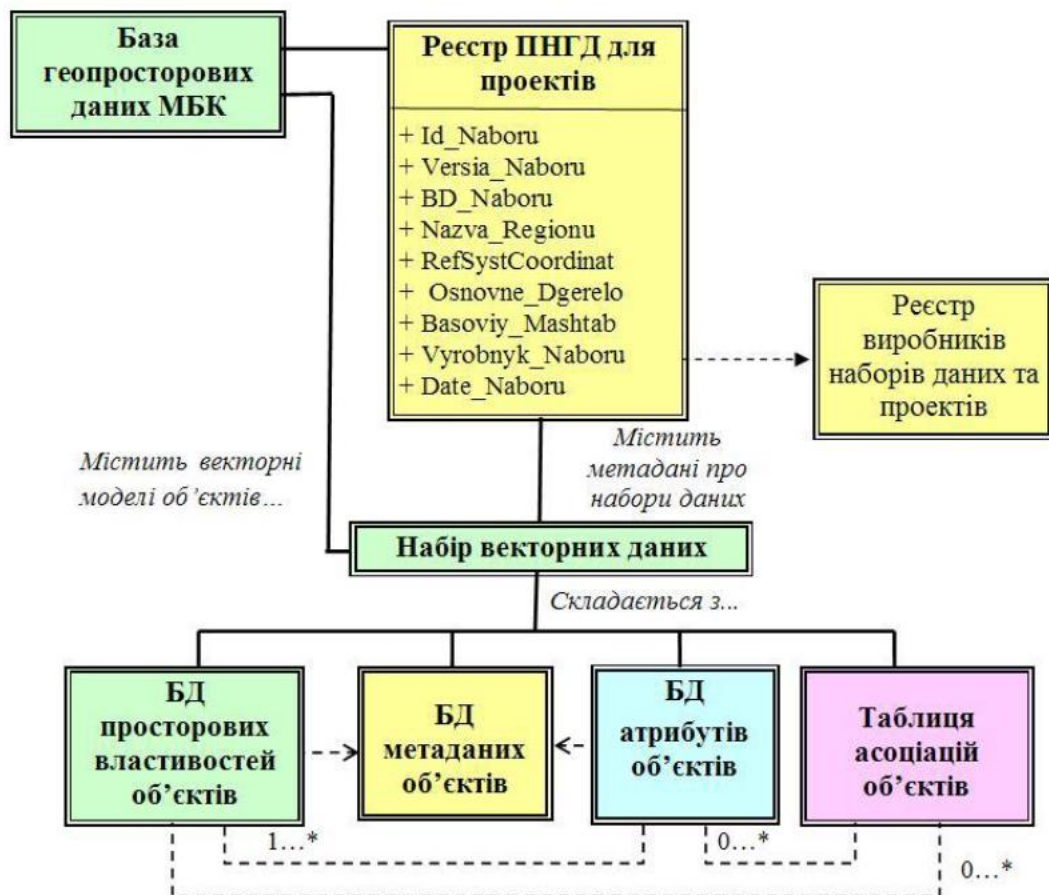 База
геопросторових
даних МБК
Реєстр ПНГД для
проектів
+ Id_Naboru
+ Versia_Naboru
+ BD_Naboru
+ Nazva_Regionu
+ RefSystCoordinat
+ Osnovne_Dgerelo
+ Basoviy_Mashtab
+ Vyrobnyk_Naboru
+ Date_Naboru
Реєстр
виробників
наборів даних та
проектів
Містить векторні
моделі об’єктів...
Містить
метадані про
набори даних
Набір векторних даних
Складається з...
БД
просторових
властивостей
об’єктів
БД
метаданих
об’єктів
БД
атрибутів
об’єктів
Таблиця
асоціацій
об’єктів
1…*
0…*
0…*